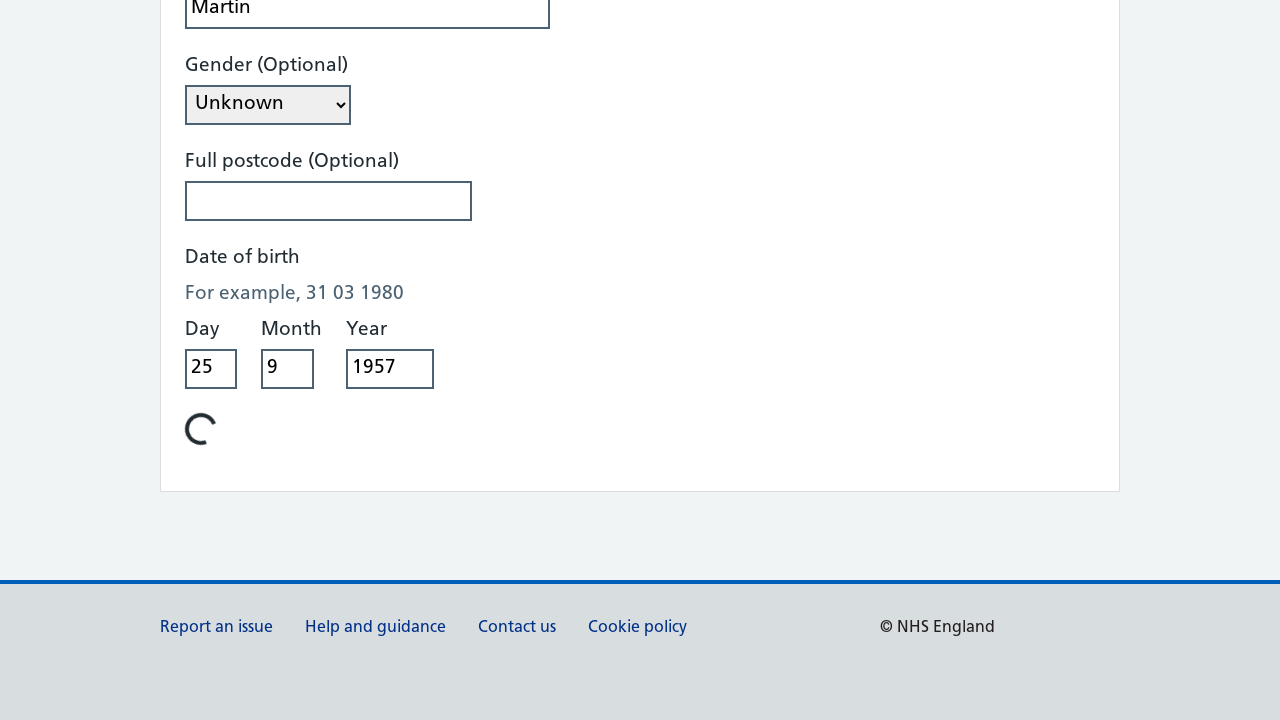 Martin
Gender (Optional)
Unknown
Full postcode (Optional)
Date of birth
For example, 31 03 1980
Day Month Year
25 9 1957
Report an issue Help and guidance Contact us Cookie policy © NHS England